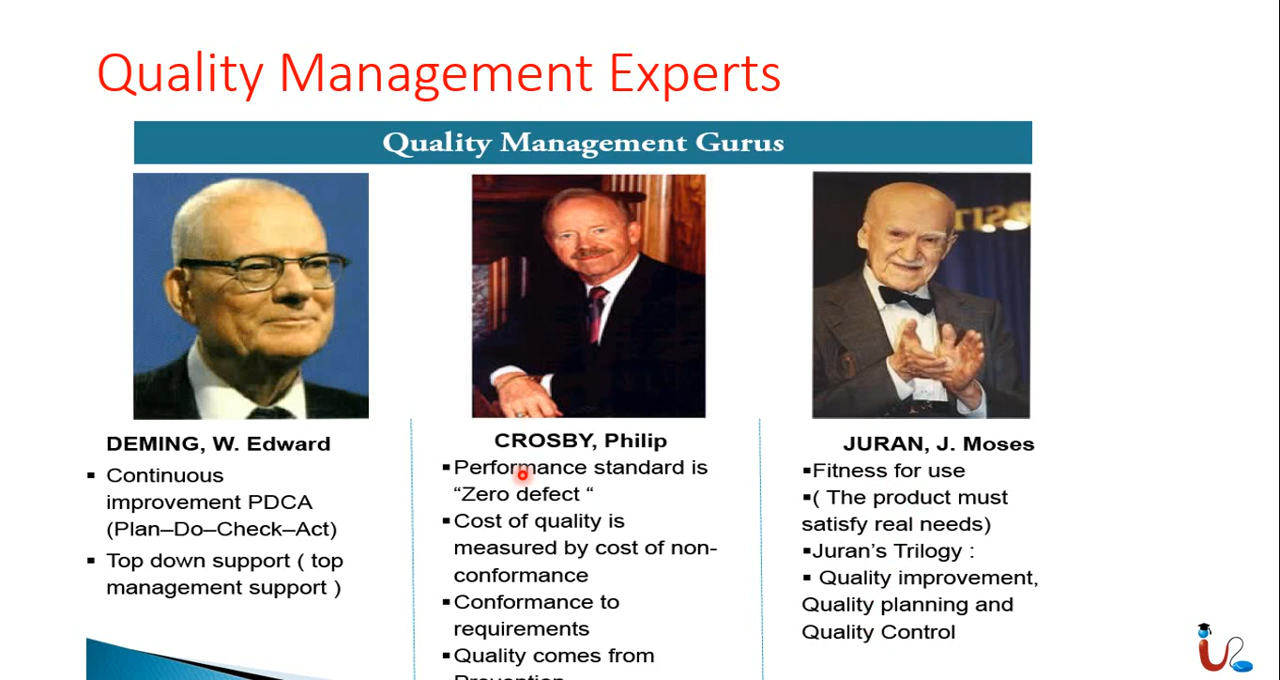 Quality Management Experts
Quality Management Gurus
DEMING, W. Edward
▪ Continuous
improvement PDCA
(Plan–Do–Check–Act)
▪ Top down support ( top
management support )
CROSBY, Philip
▪Performance standard is
“Zero defect “
▪Cost of quality is
measured by cost of non-
conformance
▪Conformance to
requirements
▪Quality comes from
JURAN, J. Moses
▪Fitness for use
▪( The product must
satisfy real needs)
▪Juran’s Trilogy :
▪ Quality improvement,
Quality planning and
Quality Control